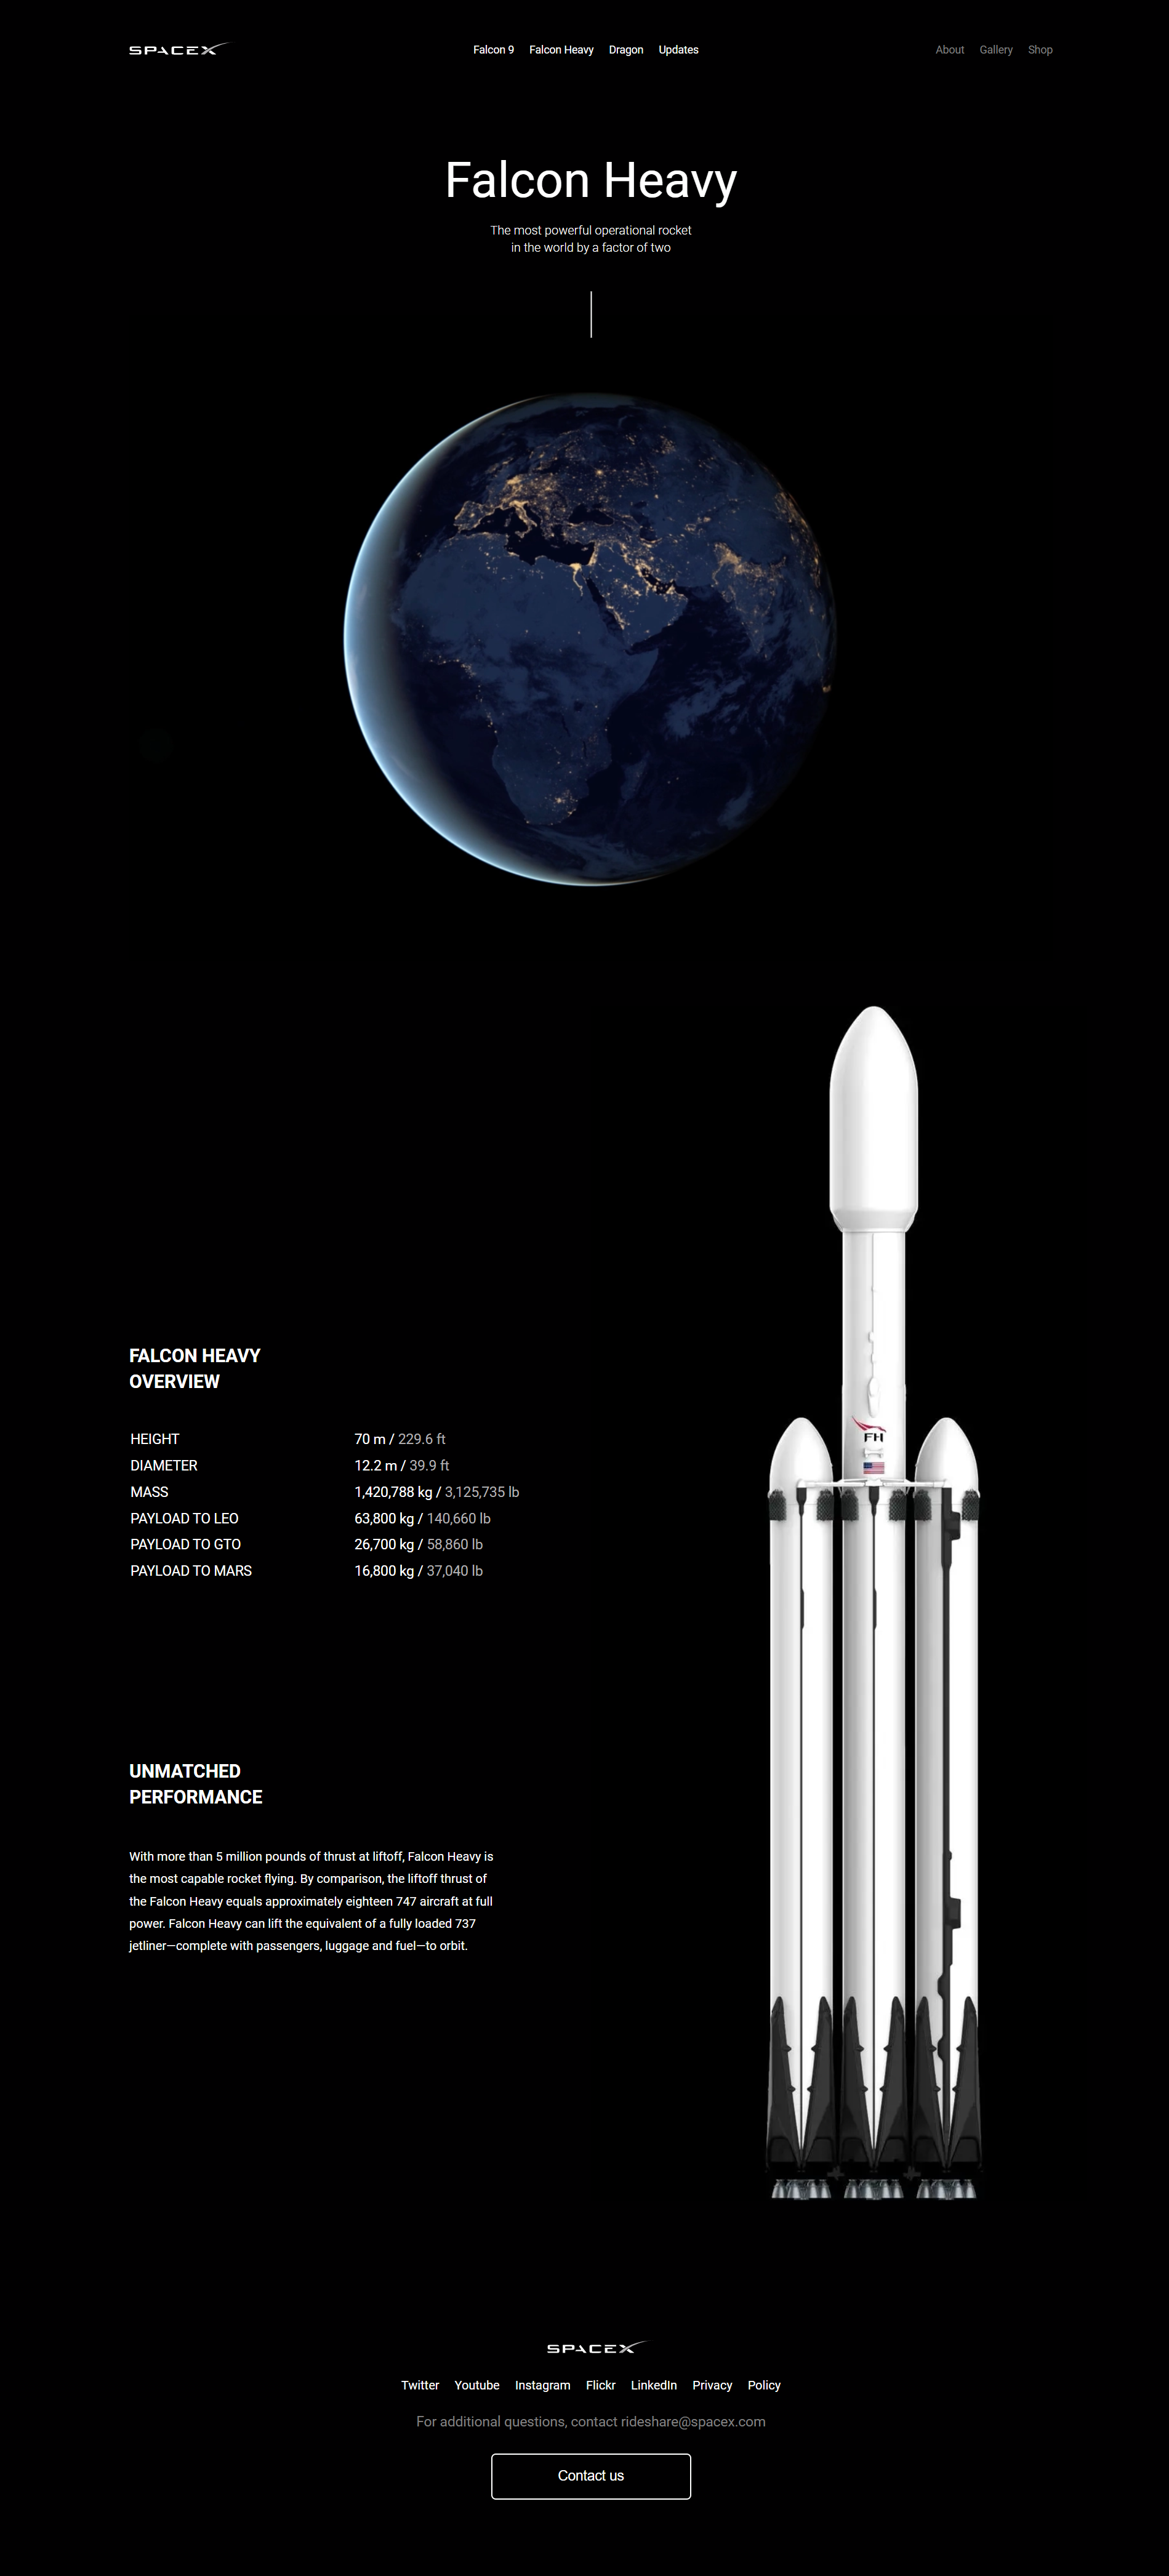 SPACEX
Falcon 9 Falcon Heavy Dragon Updates
About Gallery Shop
Falcon Heavy
The most powerful operational rocket
in the world by a factor of two
FH
FALCON HEAVY
OVERVIEW
HEIGHT 70 m / 229.6 ft
DIAMETER 12.2 m / 39.9 ft
MASS 1,420,788 kg / 3,125,735 lb
PAYLOAD TO LEO 63,800 kg / 140,660 lb
PAYLOAD TO GTO 26,700 kg / 58,860 lb
PAYLOAD TO MARS 16,800 kg / 37,040 lb
UNMATCHED
PERFORMANCE
With more than 5 million pounds of thrust at liftoff, Falcon Heavy is
the most capable rocket flying. By comparison, the liftoff thrust of
the Falcon Heavy equals approximately eighteen 747 aircraft at full
power. Falcon Heavy can lift the equivalent of a fully loaded 737
jetliner—complete with passengers, luggage and fuel—to orbit.
SPACEX
Twitter Youtube Instagram Flickr LinkedIn Privacy Policy
For additional questions, contact rideshare@spacex.com
Contact us